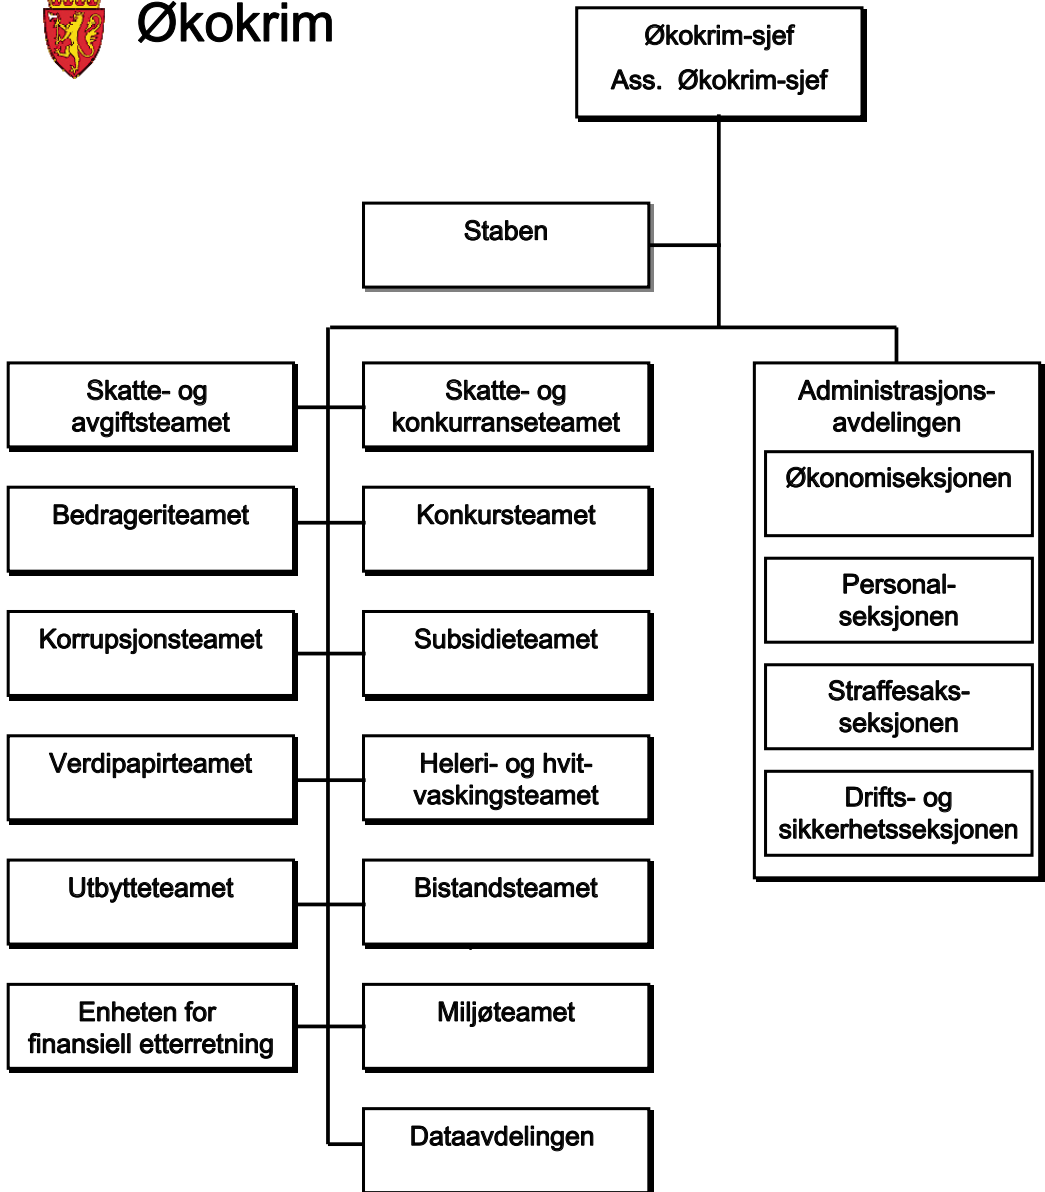 Økokrim
Økokrim-sjef
Ass. Økokrim-sjef
Staben
Skatte- og
avgiftsteamet
Skatte- og
konkurranseteamet
Administrasjons-
avdelingen
Økonomiseksjonen
Bedrageriteamet
Konkursteamet
Personal-
seksjonen
Korrupsjonsteamet
Subsidieteamet
Straffesaks-
seksjonen
Verdipapirteamet
Heleri- og hvit-
vaskingsteamet
Drifts- og
sikkerhetsseksjonen
Utbytteteamet
Bistandsteamet
Enheten for
finansiell etterretning
Miljøteamet
Dataavdelingen